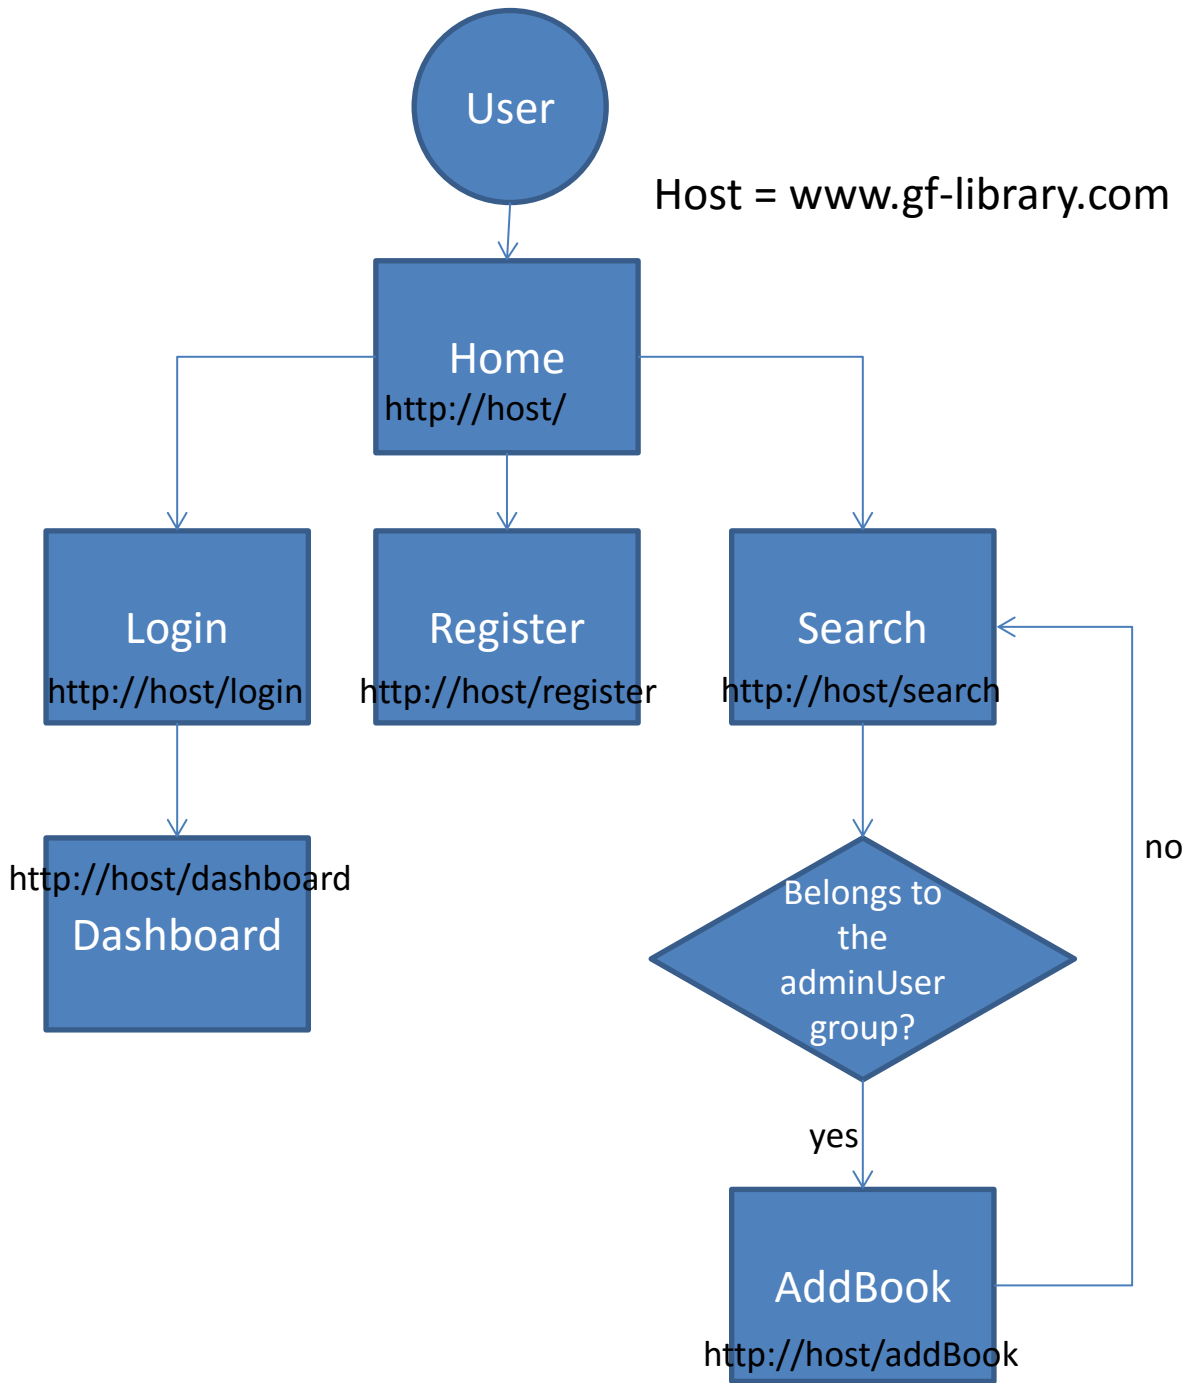 User
Host = www.gf-library.com
Home
http://host/
Login
http://host/login
Register
http://host/register
Search
http://host/search
http://host/dashboard
Dashboard
Belongs to
the
adminUser
group?
no
yes
AddBook
http://host/addBook